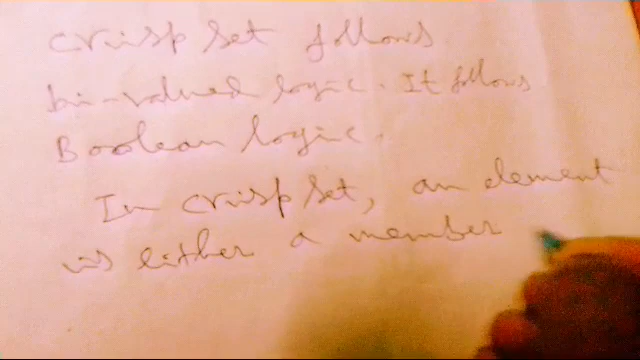 Crisp set follows
bi-valued logic. It follows
Boolean logic.
In crisp set, an element
is either a member